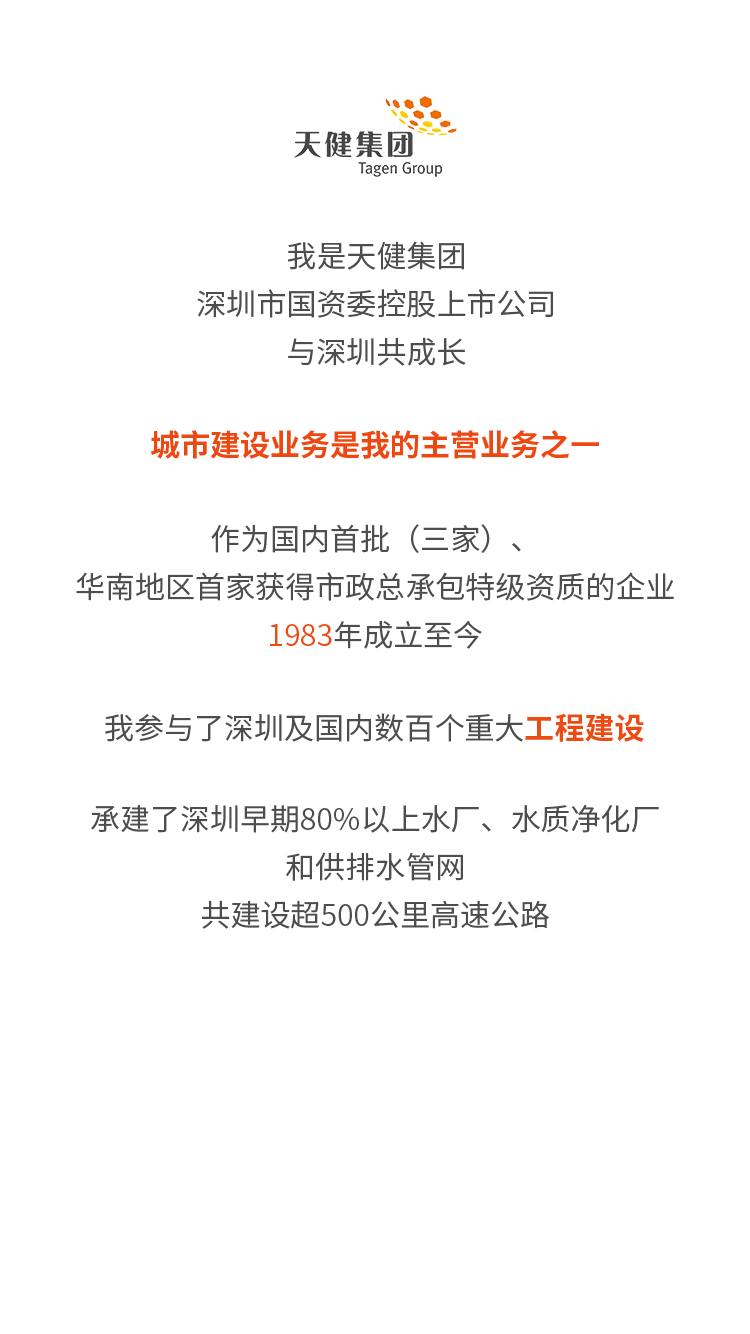 天健集团
Tagen Group
我是天健集团
深圳市国资委控股上市公司
与深圳共成长
城市建设业务是我的主营业务之一
作为国内首批（三家）、
华南地区首家获得市政总承包特级资质的企业
1983年成立至今
我参与了深圳及国内数百个重大工程建设
承建了深圳早期80%以上水厂、水质净化厂
和供排水管网
共建设超500公里高速公路